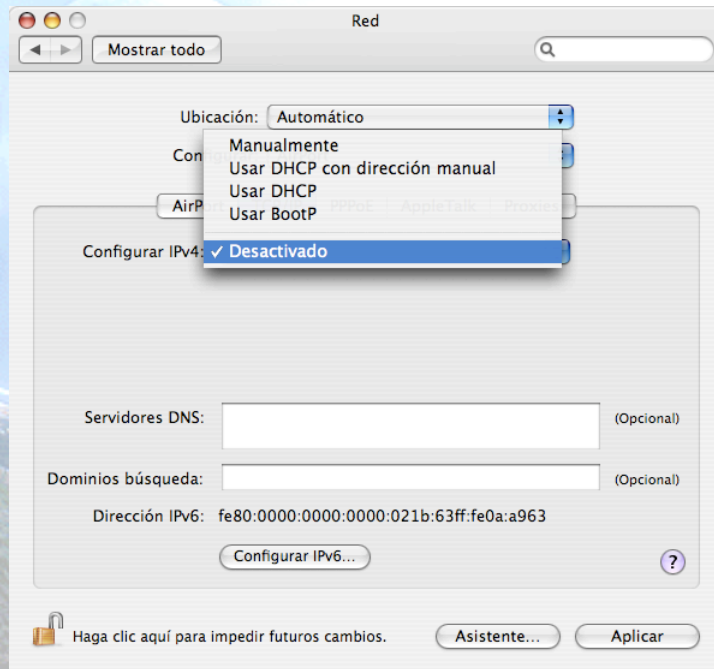 Red
Mostrar todo
Ubicación: Automático
Manualmente
Usar DHCP con dirección manual
Usar DHCP
Usar BootP
AirPort PPPoE AppleTalk Proxies
Configurar IPv4: ✓ Desactivado
Servidores DNS: (Opcional)
Dominios búsqueda: (Opcional)
Dirección IPv6: fe80:0000:0000:0000:021b:63ff:fe0a:a963
Configurar IPv6...
?
Haga clic aquí para impedir futuros cambios. Asistente... Aplicar